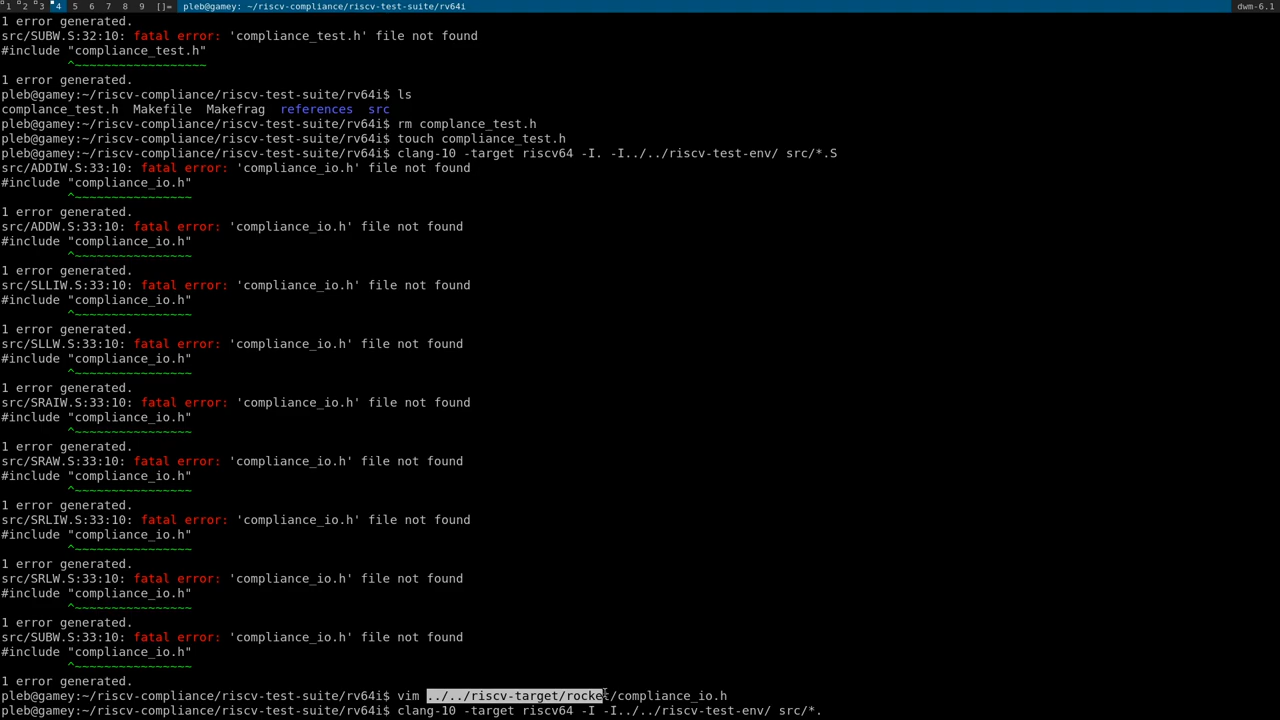 1 2 3 4 5 6 7 8 9 []= pleb@gamey: ~/riscv-compliance/riscv-test-suite/rv64i dwm-6.1
1 error generated.
src/SUBW.S:32:10: fatal error: 'compliance_test.h' file not found
#include "compliance_test.h"
^~~~~~~~~~~~~~~~~~~
1 error generated.
pleb@gamey:~/riscv-compliance/riscv-test-suite/rv64i$ ls
complance_test.h  Makefile  Makefrag  references  src
pleb@gamey:~/riscv-compliance/riscv-test-suite/rv64i$ rm complance_test.h
pleb@gamey:~/riscv-compliance/riscv-test-suite/rv64i$ touch compliance_test.h
pleb@gamey:~/riscv-compliance/riscv-test-suite/rv64i$ clang-10 -target riscv64 -I. -I../../riscv-test-env/ src/*.S
src/ADDIW.S:33:10: fatal error: 'compliance_io.h' file not found
#include "compliance_io.h"
^~~~~~~~~~~~~~~~~
1 error generated.
src/ADDW.S:33:10: fatal error: 'compliance_io.h' file not found
#include "compliance_io.h"
^~~~~~~~~~~~~~~~~
1 error generated.
src/SLLIW.S:33:10: fatal error: 'compliance_io.h' file not found
#include "compliance_io.h"
^~~~~~~~~~~~~~~~~
1 error generated.
src/SLLW.S:33:10: fatal error: 'compliance_io.h' file not found
#include "compliance_io.h"
^~~~~~~~~~~~~~~~~
1 error generated.
src/SRAIW.S:33:10: fatal error: 'compliance_io.h' file not found
#include "compliance_io.h"
^~~~~~~~~~~~~~~~~
1 error generated.
src/SRAW.S:33:10: fatal error: 'compliance_io.h' file not found
#include "compliance_io.h"
^~~~~~~~~~~~~~~~~
1 error generated.
src/SRLIW.S:33:10: fatal error: 'compliance_io.h' file not found
#include "compliance_io.h"
^~~~~~~~~~~~~~~~~
1 error generated.
src/SRLW.S:33:10: fatal error: 'compliance_io.h' file not found
#include "compliance_io.h"
^~~~~~~~~~~~~~~~~
1 error generated.
src/SUBW.S:33:10: fatal error: 'compliance_io.h' file not found
#include "compliance_io.h"
^~~~~~~~~~~~~~~~~
1 error generated.
pleb@gamey:~/riscv-compliance/riscv-test-suite/rv64i$ vim ../../riscv-target/rocket/compliance_io.h
pleb@gamey:~/riscv-compliance/riscv-test-suite/rv64i$ clang-10 -target riscv64 -I -I../../riscv-test-env/ src/*.